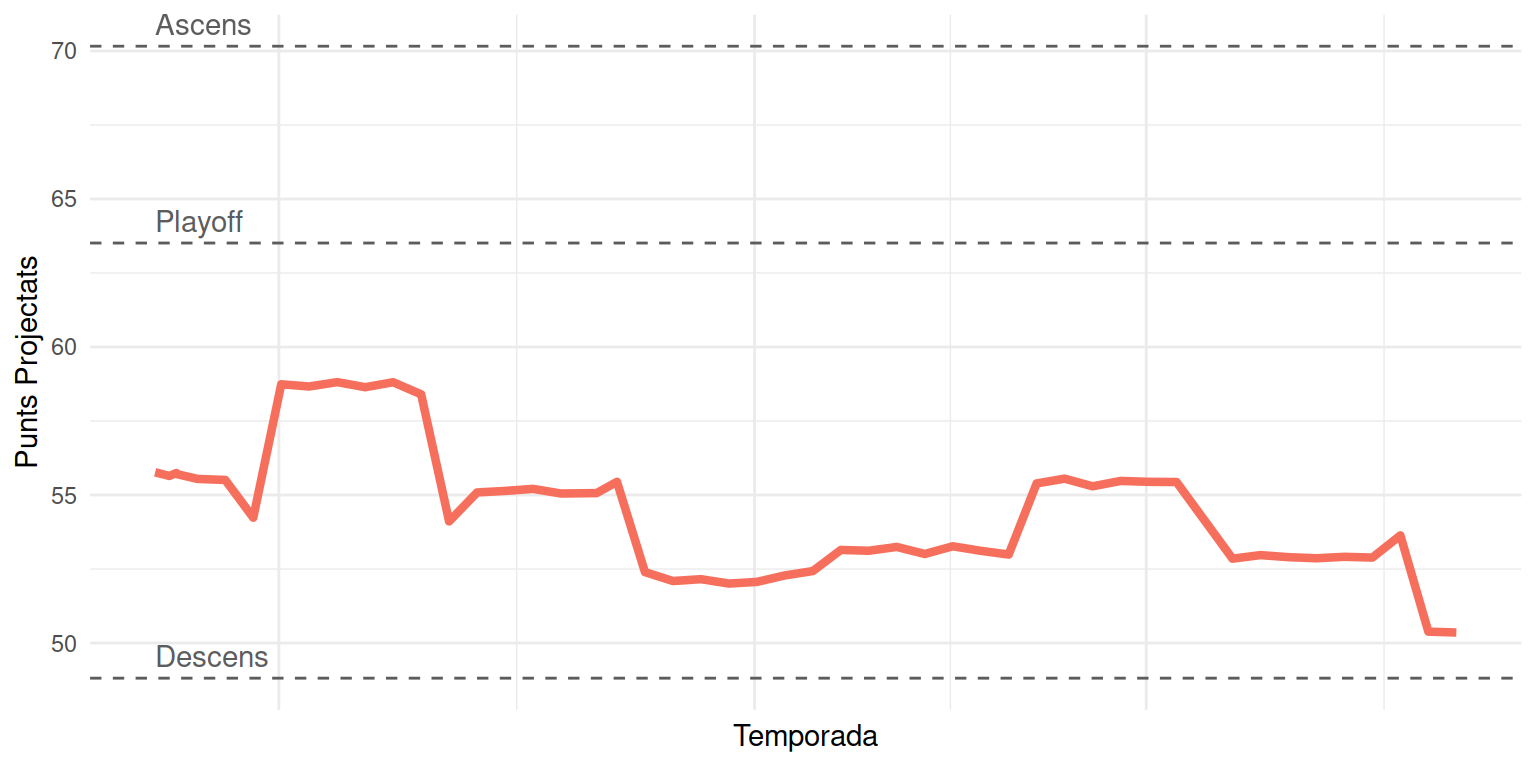 Ascens
70
65
Playoff
Punts Projectats
60
55
50
Descens
Temporada